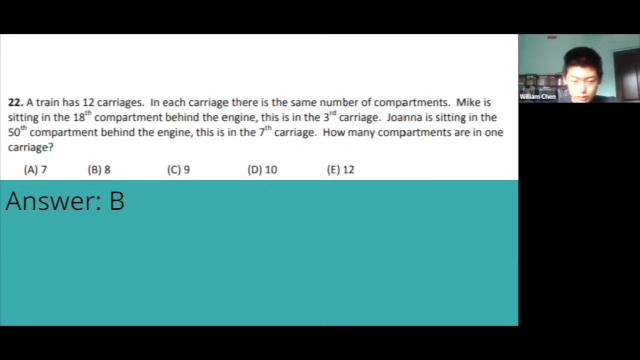 22. A train has 12 carriages. In each carriage there is the same number of compartments. Mike is
sitting in the 18th compartment behind the engine, this is in the 3rd carriage. Joanna is sitting in the
50th compartment behind the engine, this is in the 7th carriage. How many compartments are in one
carriage?
(A) 7 (B) 8 (C) 9 (D) 10 (E) 12
Answer: B
William Chen